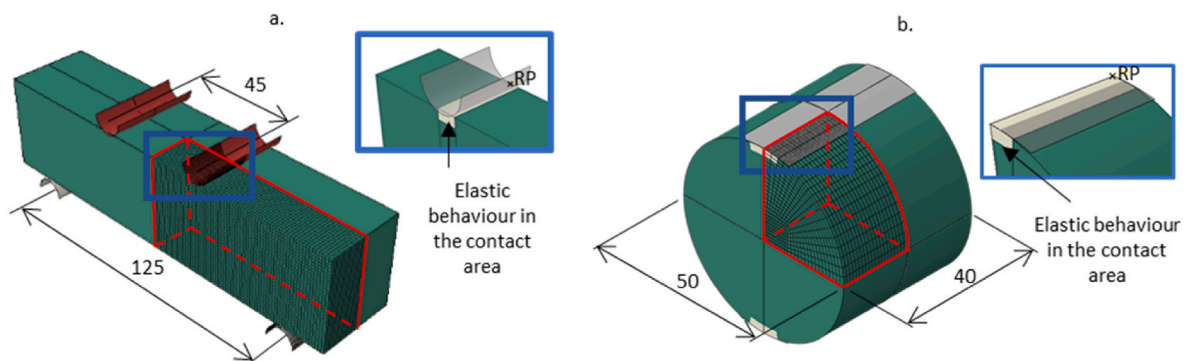 a.
45
RP
Elastic
behaviour in
the contact
area
125
b.
RP
Elastic behaviour
in the contact
area
50
40